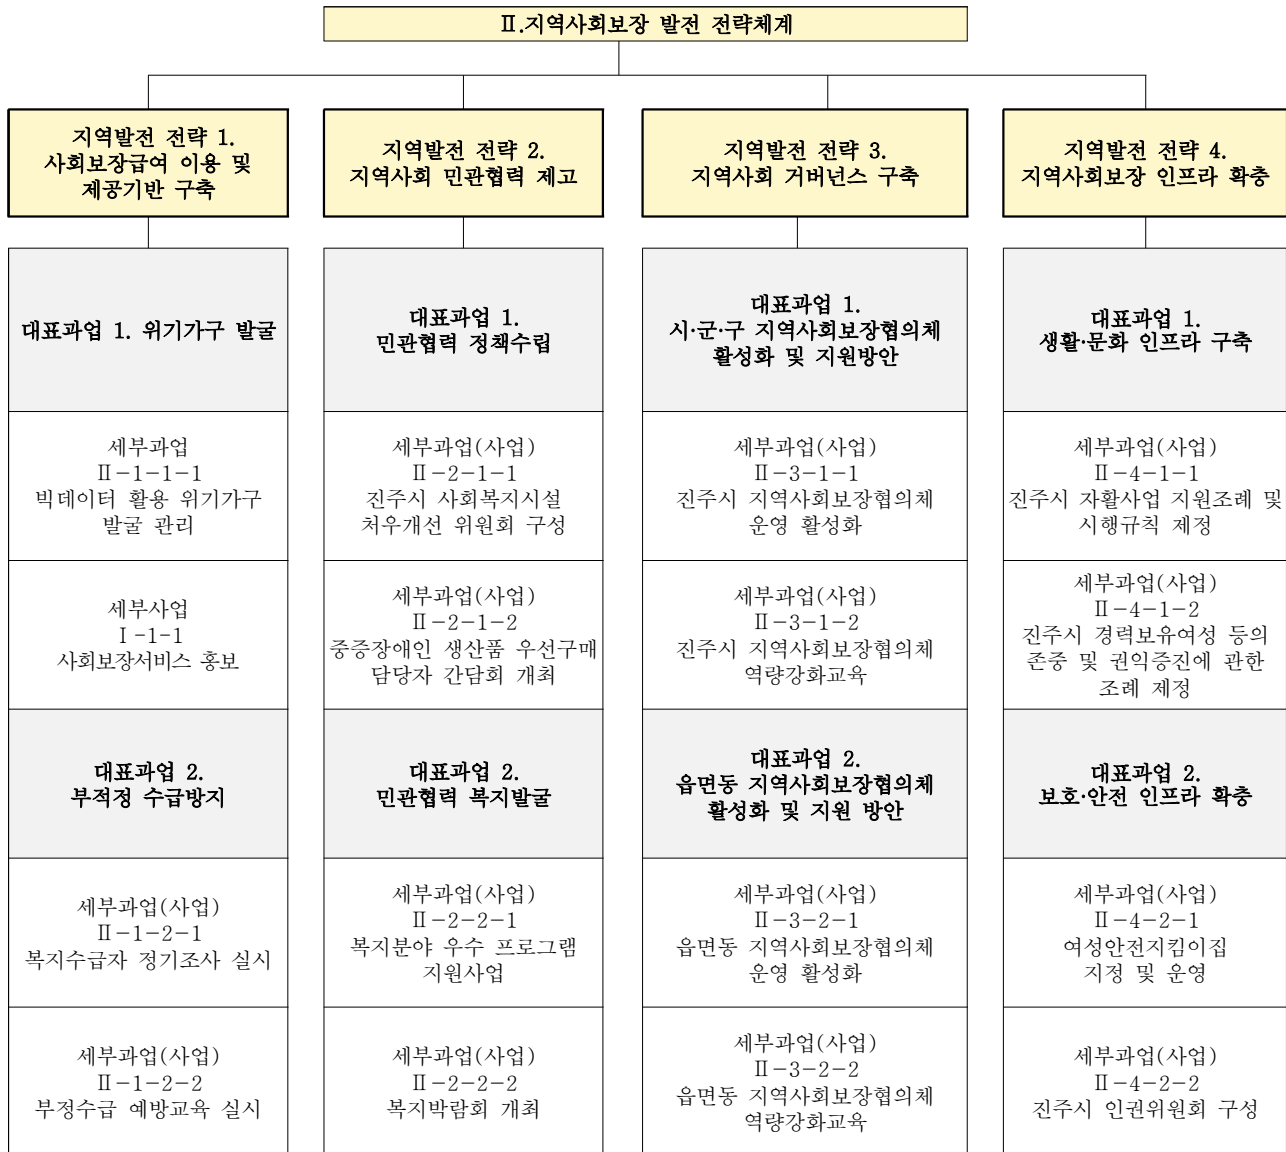 Ⅱ.지역사회보장 발전 전략체계
지역발전 전략 1.
사회보장급여 이용 및
제공기반 구축
대표과업 1. 위기가구 발굴
세부과업
Ⅱ-1-1-1
빅데이터 활용 위기가구
발굴 관리
세부사업
Ⅰ-1-1
사회보장서비스 홍보
대표과업 2.
부적정 수급방지
세부과업(사업)
Ⅱ-1-2-1
복지수급자 정기조사 실시
세부과업(사업)
Ⅱ-1-2-2
부정수급 예방교육 실시
지역발전 전략 2.
지역사회 민관협력 제고
대표과업 1.
민관협력 정책수립
세부과업(사업)
Ⅱ-2-1-1
진주시 사회복지시설
처우개선 위원회 구성
세부과업(사업)
Ⅱ-2-1-2
중증장애인 생산품 우선구매
담당자 간담회 개최
대표과업 2.
민관협력 복지발굴
세부과업(사업)
Ⅱ-2-2-1
복지분야 우수 프로그램
지원사업
세부과업(사업)
Ⅱ-2-2-2
복지박람회 개최
지역발전 전략 3.
지역사회 거버넌스 구축
대표과업 1.
시·군·구 지역사회보장협의체
활성화 및 지원방안
세부과업(사업)
Ⅱ-3-1-1
진주시 지역사회보장협의체
운영 활성화
세부과업(사업)
Ⅱ-3-1-2
진주시 지역사회보장협의체
역량강화교육
대표과업 2.
읍면동 지역사회보장협의체
활성화 및 지원 방안
세부과업(사업)
Ⅱ-3-2-1
읍면동 지역사회보장협의체
운영 활성화
세부과업(사업)
Ⅱ-3-2-2
읍면동 지역사회보장협의체
역량강화교육
지역발전 전략 4.
지역사회보장 인프라 확충
대표과업 1.
생활·문화 인프라 구축
세부과업(사업)
Ⅱ-4-1-1
진주시 자활사업 지원조례 및
시행규칙 제정
세부과업(사업)
Ⅱ-4-1-2
진주시 경력보유여성 등의
존중 및 권익증진에 관한
조례 제정
대표과업 2.
보호·안전 인프라 확충
세부과업(사업)
Ⅱ-4-2-1
여성안전지킴이집
지정 및 운영
세부과업(사업)
Ⅱ-4-2-2
진주시 인권위원회 구성